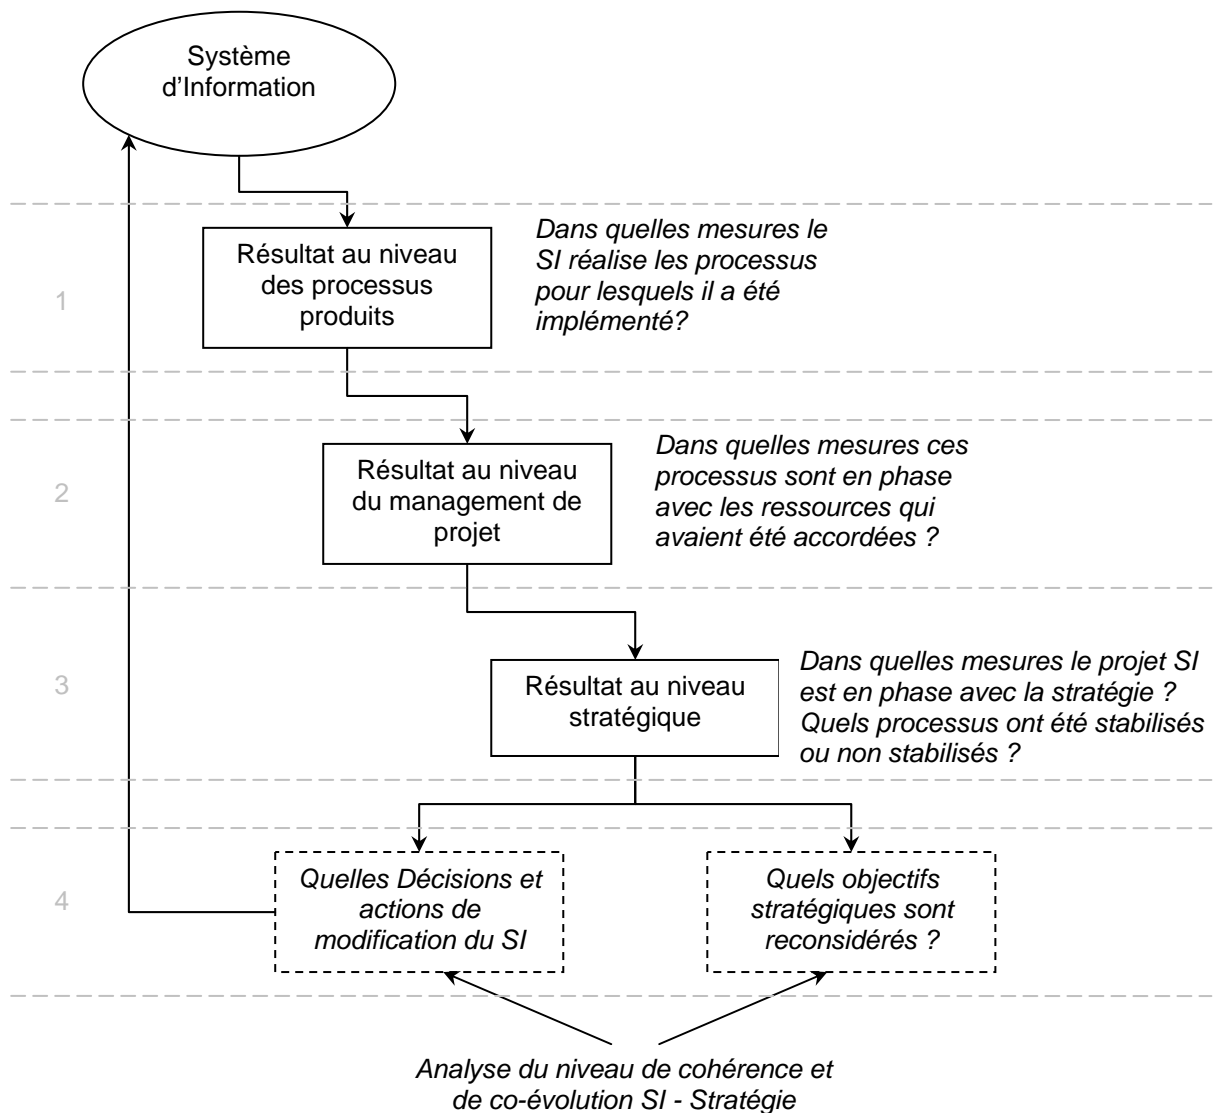 Système
d’Information
1
Résultat au niveau
des processus
produits
Dans quelles mesures le
SI réalise les processus
pour lesquels il a été
implémenté?
2
Résultat au niveau
du management de
projet
Dans quelles mesures ces
processus sont en phase
avec les ressources qui
avaient été accordées ?
3
Résultat au niveau
stratégique
Dans quelles mesures le projet SI
est en phase avec la stratégie ?
Quels processus ont été stabilisés
ou non stabilisés ?
4
Quelles Décisions et
actions de
modification du SI
Quels objectifs
stratégiques sont
reconsidérés ?
Analyse du niveau de cohérence et
de co-évolution SI - Stratégie